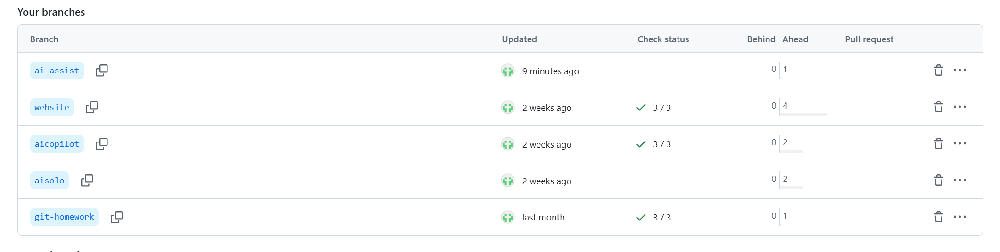 Your branches
Branch Updated Check status Behind Ahead Pull request
ai_assist 9 minutes ago 0 1
website 2 weeks ago 3 / 3 0 4
aicopilot 2 weeks ago 3 / 3 0 2
aisolo 2 weeks ago 0 2
git-homework last month 3 / 3 0 1